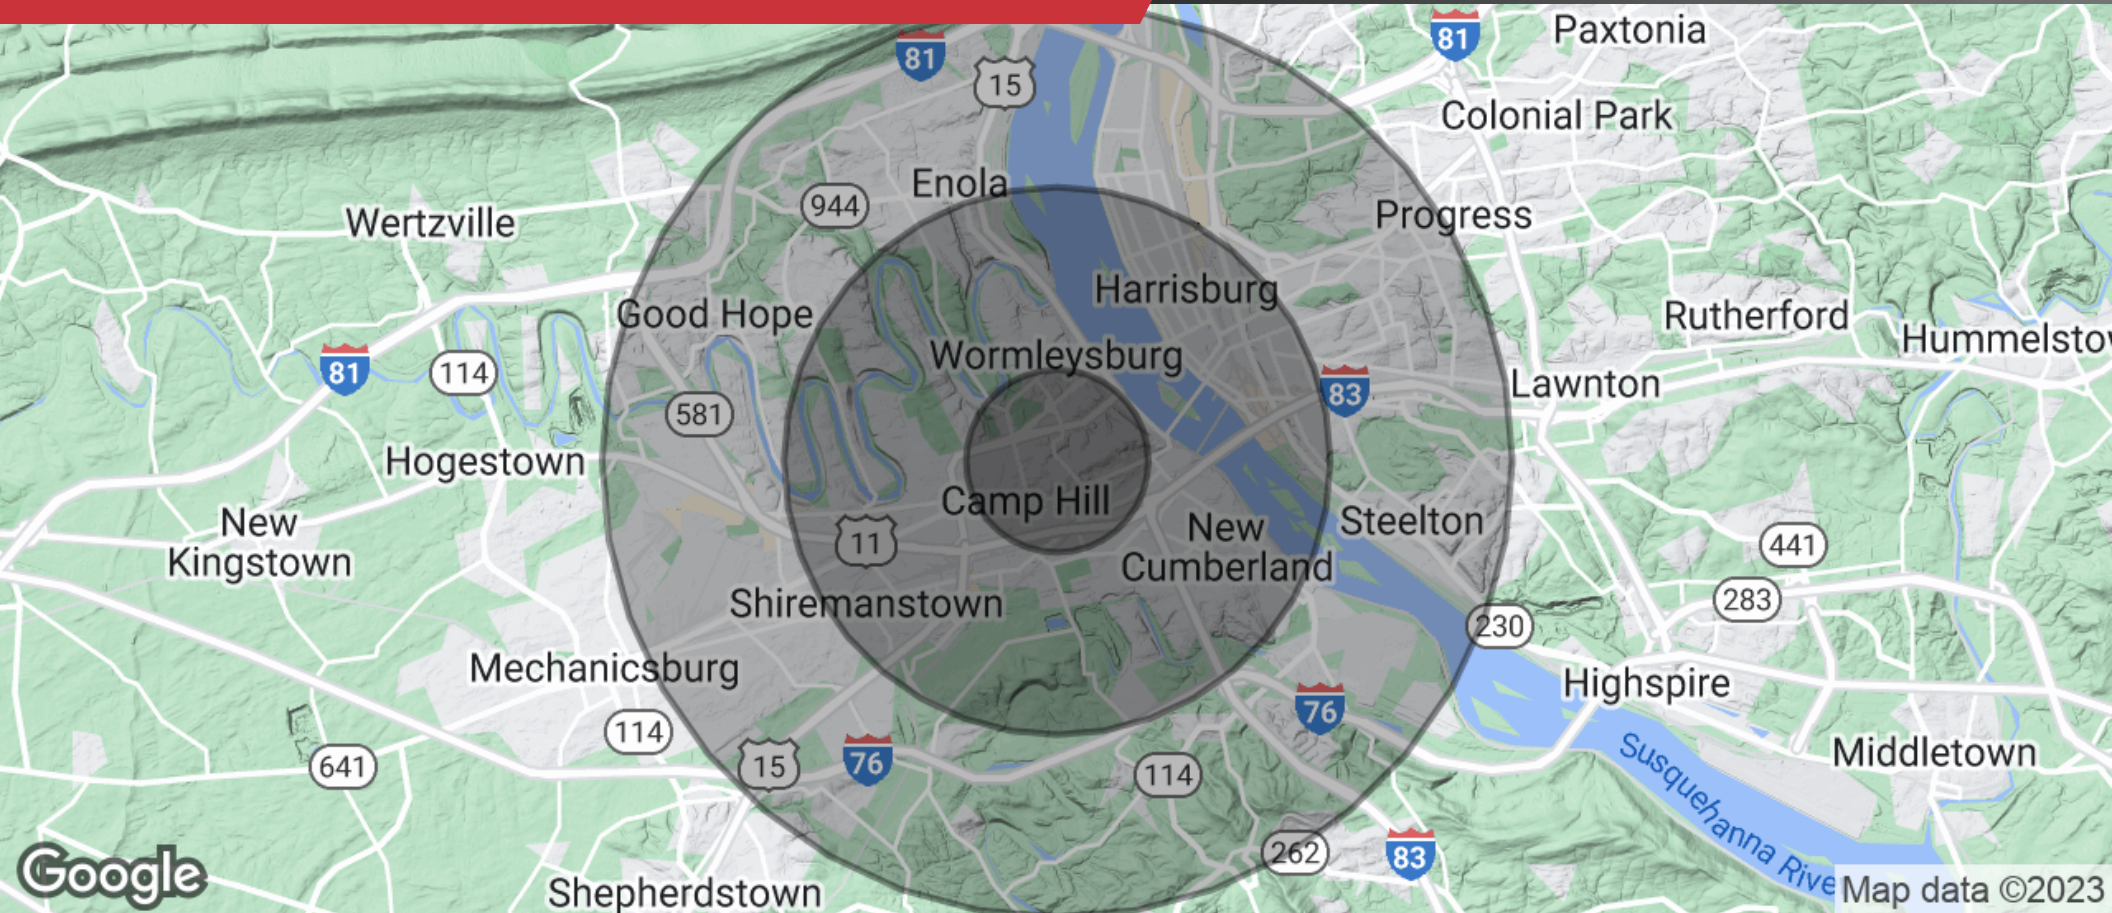 Paxtonia
81
81
15
Colonial Park
Enola
944
Wertzville
Progress
Harrisburg
Good Hope
Rutherford
Hummelstow
Wormleysburg
81
114
83
Lawnton
581
Hogestown
Camp Hill
New
Kingstown
11
New
Cumberland
Steelton
441
Shiremanstown
283
230
Mechanicsburg
Highspire
76
114
15
76
114
641
Middletown
Susquehanna Rive
262
83
Google
Shepherdstown
Map data ©2023